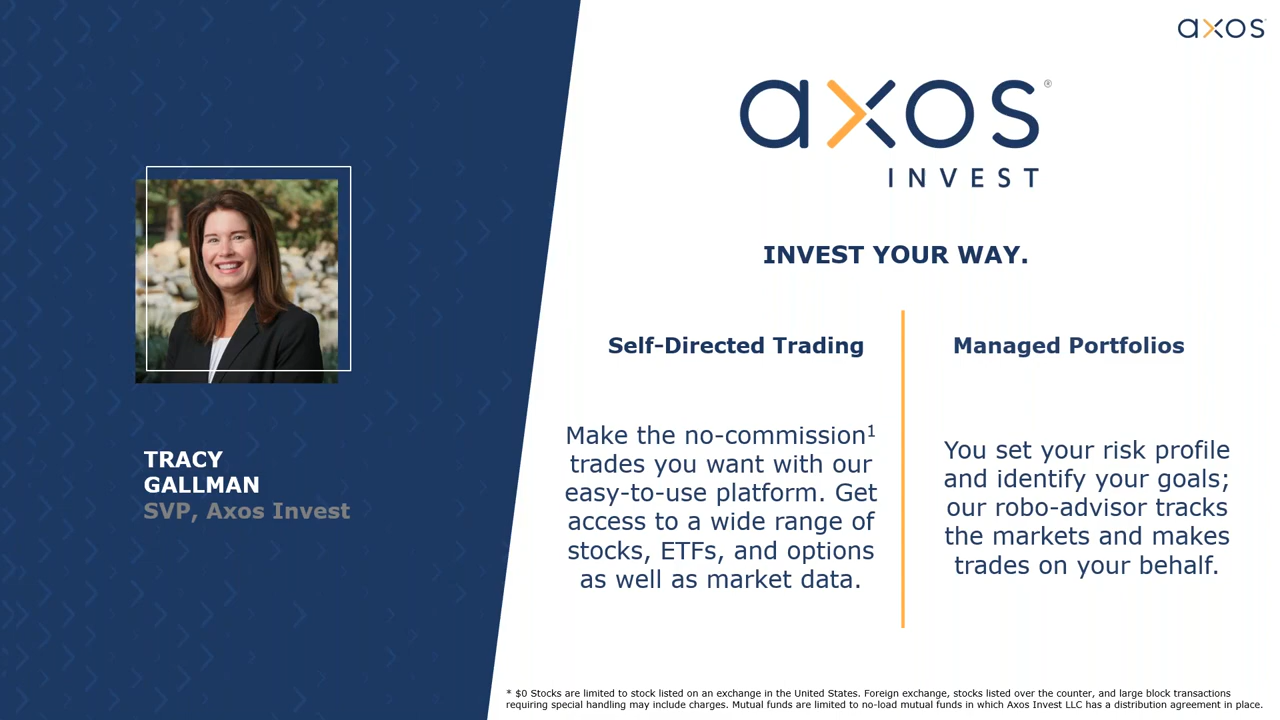 axos
axos®
INVEST
INVEST YOUR WAY.
Self-Directed Trading
Make the no-commission¹
trades you want with our
easy-to-use platform. Get
access to a wide range of
stocks, ETFs, and options
as well as market data.
Managed Portfolios
You set your risk profile
and identify your goals;
our robo-advisor tracks
the markets and makes
trades on your behalf.
TRACY
GALLMAN
SVP, Axos Invest
* $0 Stocks are limited to stock listed on an exchange in the United States. Foreign exchange, stocks listed over the counter, and large block transactions
requiring special handling may include charges. Mutual funds are limited to no-load mutual funds in which Axos Invest LLC has a distribution agreement in place.